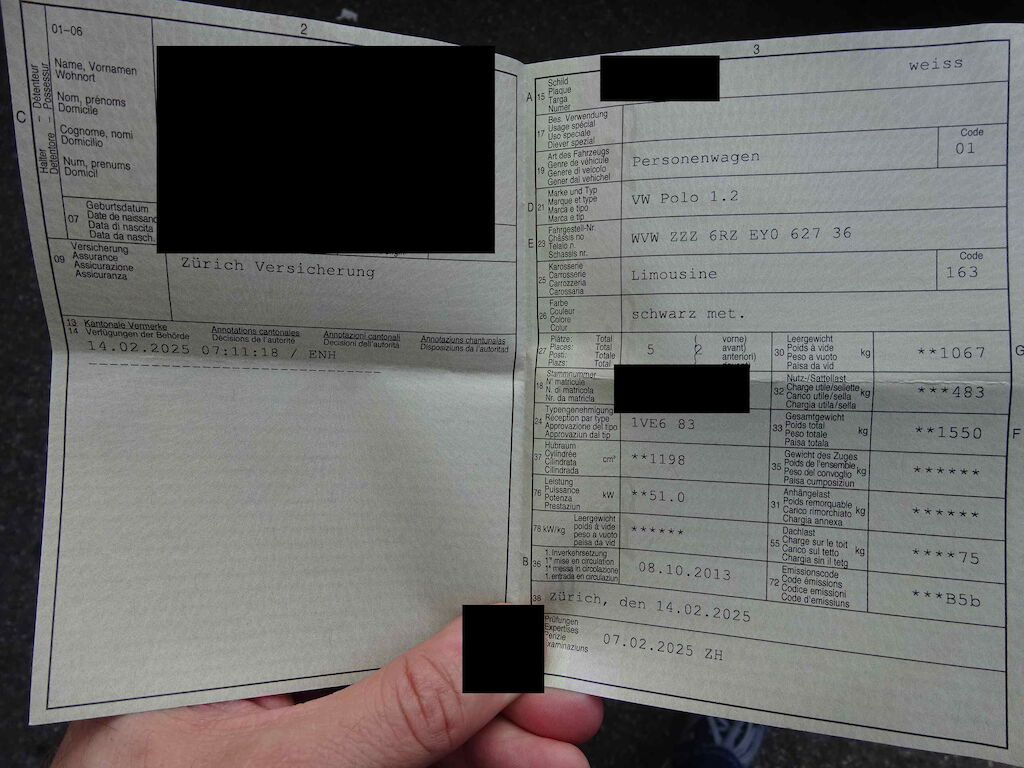 01-06
2
Name, Vornamen
Wohnort
Nom, prénoms
Domicile
Cognome, nomi
Domicilio
Num, prenums
Domicil
C
Halter – Détenteur
Detentore – Possessur
07
Geburtsdatum
Date de naissanc
Data di nascita
Data da nasch.
09
Versicherung
Assurance
Assicurazione
Assicuranza
Zürich Versicherung
13 Kantonale Vermerke Annotations cantonales Annotazioni cantonali Annotaziuns chantunalas
14 Verfügungen der Behörde Décisions de l'autorité Decisioni dell'autorità Disposiziuns da l'autoritad
14.02.2025 07:11:18 / ENH
3
A 15
Schild
Plaque
Targa
Numer
weiss
17
Bes. Verwendung
Usage spécial
Uso speciale
Diever spezial
19
Art des Fahrzeugs
Genre de véhicule
Genere di veicolo
Gener dal vehichel
Personenwagen
Code
01
D 21
Marke und Typ
Marque et type
Marca e tipo
Marca e tip
VW Polo 1.2
E 23
Fahrgestell-Nr.
Châssis no
Telaio n.
Schassis nr.
WVW ZZZ 6RZ EY0 627 36
25
Karosserie
Carrosserie
Carrozzeria
Carossaria
Limousine
Code
163
26
Farbe
Couleur
Colore
Colur
schwarz met.
27
Plätze: Total
Places: Total
Posti: Totale
Plazs: Total
5 (2 vorne)
avant)
anteriori)
30
Leergewicht
Poids à vide
Peso a vuoto
Paisa da vid
kg
**1067
G
18
Stammnummer
N° matricule
N. di matricola
Nr. da matricla
32
Nutz-/Sattellast
Charge utile/sellette
Carico utile/sella
Chargia utila/sella
kg
***483
24
Typengenehmigung
Réception par type
Approvazione del tipo
Approvaziun dal tip
1VE6 83
33
Gesamtgewicht
Poids total
Peso totale
Paisa totala
kg
**1550
F
37
Hubraum
Cylindrée
Cilindrata
Cilindrada
cm³
**1198
35
Gewicht des Zuges
Poids de l'ensemble
Peso del convoglio
Paisa cumposiziun
kg
******
76
Leistung
Puissance
Potenza
Prestaziun
kW
**51.0
31
Anhängelast
Poids remorquable
Carico rimorchiato
Chargia annexa
kg
******
78 kW/kg
Leergewicht
poids à vide
peso a vuoto
paisa da vid
******
55
Dachlast
Charge sur le toit
Carico sul tetto
Chargia sin il tetg
kg
****75
B 36
1. Inverkehrsetzung
1re mise en circulation
1a messa in circolazione
1. entrada en circulaziun
08.10.2013
72
Emissionscode
Code émissions
Codice emissioni
Code d'emissiuns
***B5b
38 Zürich, den 14.02.2025
Prüfungen
Expertises
Perizie
Examinaziuns
07.02.2025 ZH